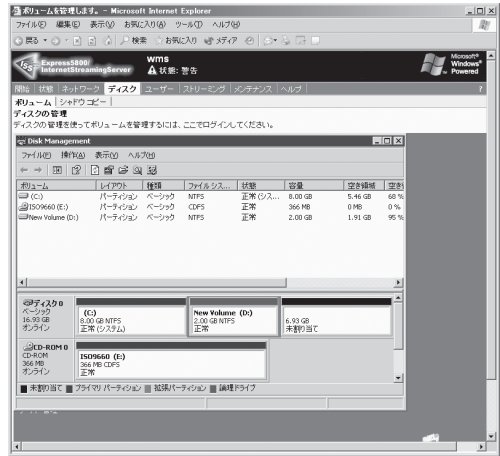 ボリュームを管理します。 - Microsoft Internet Explorer
ファイル(F) 編集(E) 表示(V) お気に入り(A) ツール(T) ヘルプ(H)
戻る 検索 お気に入り メディア
Express5800/
InternetStreamingServer
wms
状態: 警告
Microsoft®
Windows®
Powered
開始 状態 ネットワーク ディスク ユーザー ストリーミング メンテナンス ヘルプ ?
ボリューム シャドウ コピー
ディスクの管理
ディスクの管理を使ってボリュームを管理するには、ここでログインしてください。
Disk Management
ファイル(F) 操作(A) 表示(V) ヘルプ(H)
ボリューム レイアウト 種類 ファイル シス... 状態 容量 空き領域
(C:) パーティション ベーシック NTFS 正常 (シス... 8.00 GB 5.46 GB 68 %
ISO9660 (E:) パーティション ベーシック CDFS 正常 366 MB 0 MB 0 %
New Volume (D:) パーティション ベーシック NTFS 正常 2.00 GB 1.91 GB 95 %
ディスク 0
ベーシック
16.93 GB
オンライン
(C:)
8.00 GB NTFS
正常 (システム)
New Volume (D:)
2.00 GB NTFS
正常
6.93 GB
未割り当て
CD-ROM 0
CD-ROM
366 MB
オンライン
ISO9660 (E:)
366 MB CDFS
正常
未割り当て プライマリ パーティション 拡張パーティション 論理ドライブ